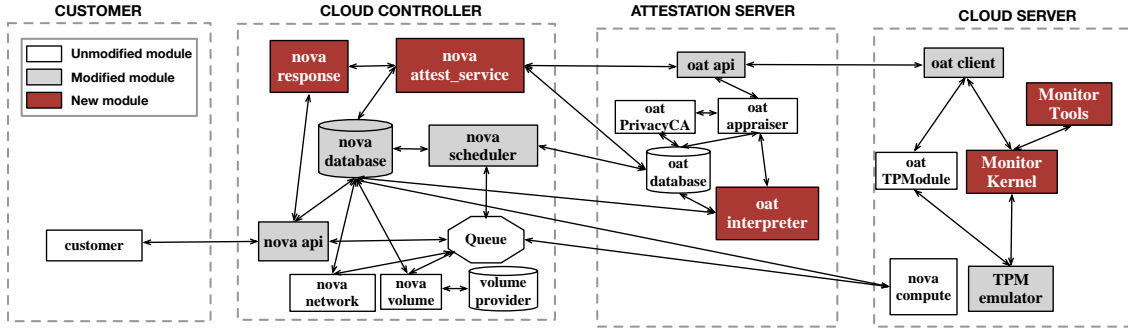 CUSTOMER
CLOUD CONTROLLER
ATTESTATION SERVER
CLOUD SERVER
Unmodified module
Modified module
New module
nova
response
nova
attest_service
nova
database
nova
scheduler
customer
nova api
Queue
nova
network
nova
volume
volume
provider
oat api
oat
PrivacyCA
oat
appraiser
oat
database
oat
interpreter
oat client
Monitor
Tools
oat
TPModule
Monitor
Kernel
nova
compute
TPM
emulator